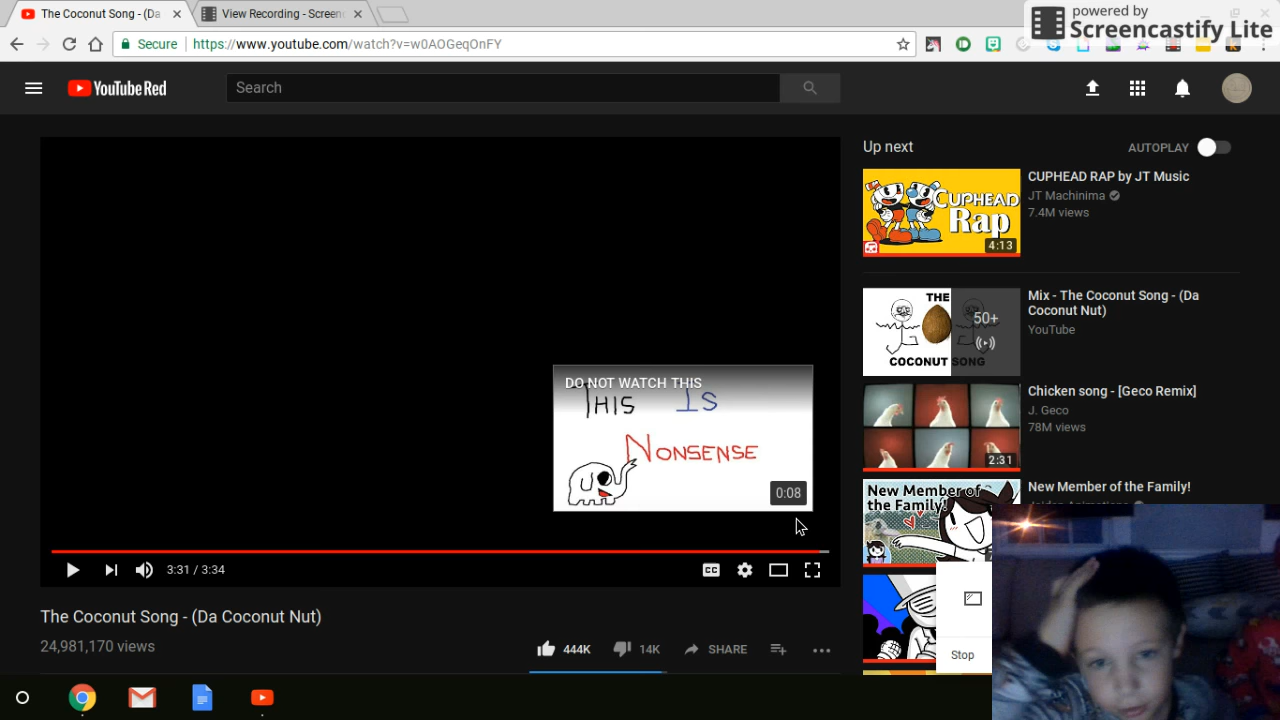 The Coconut Song - (Da
View Recording - Screen
powered by
Screencastify Lite
Secure
https://www.youtube.com/watch?v=w0AOGeqOnFY
YouTube Red
Search
Up next
AUTOPLAY
CUPHEAD RAP by JT Music
JT Machinima
7.4M views
CUPHEAD
Rap
4:13
Mix - The Coconut Song - (Da
Coconut Nut)
YouTube
THE
50+
COCONUT SONG
Chicken song - [Geco Remix]
J. Geco
78M views
2:31
DO NOT WATCH THIS
THIS IS
NONSENSE
0:08
New Member of the Family!
New Member of
the Family!
3:31 / 3:34
CC
The Coconut Song - (Da Coconut Nut)
24,981,170 views
444K
14K
SHARE
Stop